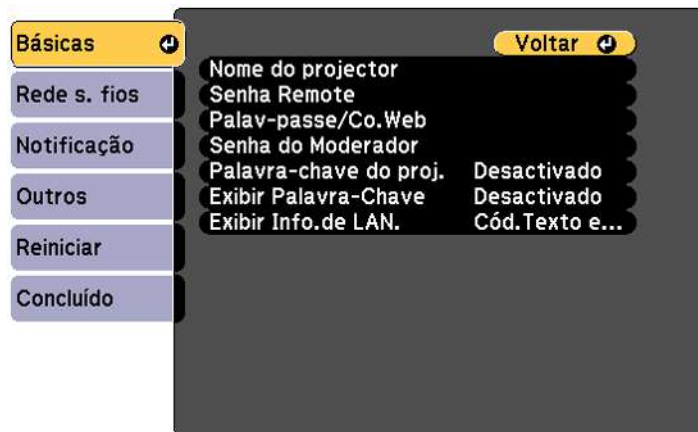 Básicas
Rede s. fios
Notificação
Outros
Reiniciar
Concluído
Voltar
Nome do projector
Senha Remote
Palav-passe/Co.Web
Senha do Moderador
Palavra-chave do proj. Desactivado
Exibir Palavra-Chave Desactivado
Exibir Info.de LAN. Cód.Texto e...